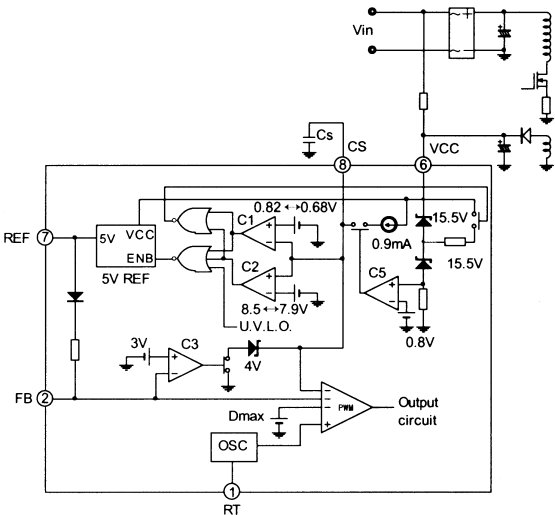 Vin
+
~
~
−
Cs
CS
VCC
8
6
0.82 ↔ 0.68V
C1
15.5V
0.9mA
15.5V
REF
7
5V
VCC
ENB
5V REF
C2
C5
8.5 ↔ 7.9V
U.V.L.O.
0.8V
3V
C3
4V
FB
2
Dmax
PWM
Output
circuit
OSC
1
RT